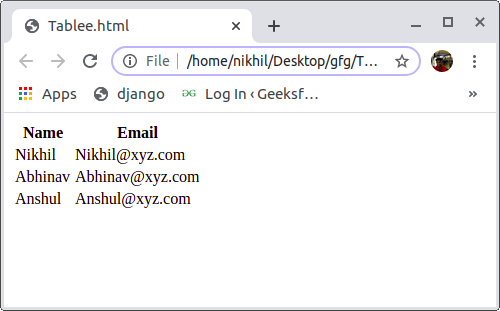 Tablee.html
File | /home/nikhil/Desktop/gfg/T…
Apps django GG Log In ‹ Geeksf…
Name Email
Nikhil Nikhil@xyz.com
Abhinav Abhinav@xyz.com
Anshul Anshul@xyz.com